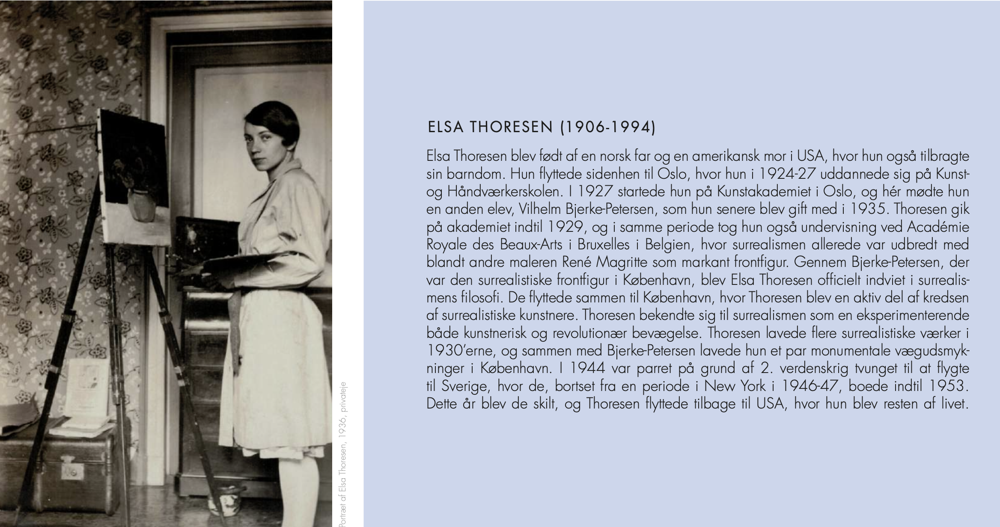 ELSA THORESEN (1906-1994)
Elsa Thoresen blev født af en norsk far og en amerikansk mor i USA, hvor hun også tilbragte
sin barndom. Hun flyttede sidenhen til Oslo, hvor hun i 1924-27 uddannede sig på Kunst-
og Håndværkerskolen. I 1927 startede hun på Kunstakademiet i Oslo, og hér mødte hun
en anden elev, Vilhelm Bjerke-Petersen, som hun senere blev gift med i 1935. Thoresen gik
på akademiet indtil 1929, og i samme periode tog hun også undervisning ved Académie
Royale des Beaux-Arts i Bruxelles i Belgien, hvor surrealismen allerede var udbredt med
blandt andre maleren René Magritte som markant frontfigur. Gennem Bjerke-Petersen, der
var den surrealistiske frontfigur i København, blev Elsa Thoresen officielt indviet i surrealis-
mens filosofi. De flyttede sammen til København, hvor Thoresen blev en aktiv del af kredsen
af surrealistiske kunstnere. Thoresen bekendte sig til surrealismen som en eksperimenterende
både kunstnerisk og revolutionær bevægelse. Thoresen lavede flere surrealistiske værker i
1930’erne, og sammen med Bjerke-Petersen lavede hun et par monumentale vægudsmyk-
ninger i København. I 1944 var parret på grund af 2. verdenskrig tvunget til at flygte
til Sverige, hvor de, bortset fra en periode i New York i 1946-47, boede indtil 1953.
Dette år blev de skilt, og Thoresen flyttede tilbage til USA, hvor hun blev resten af livet.
Portræt af Elsa Thoresen, 1936, privateje